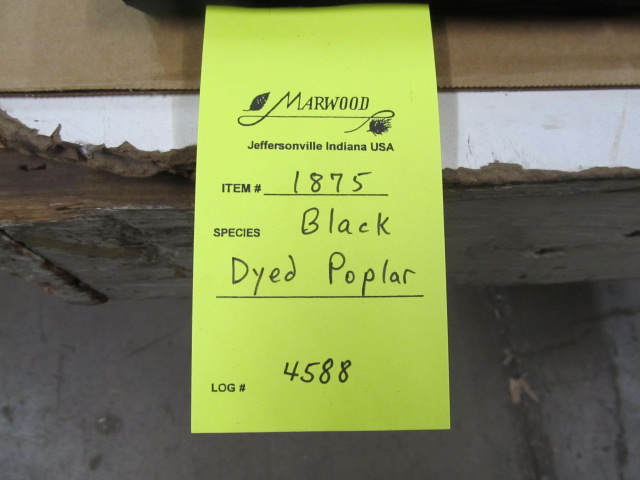 MARWOOD
Jeffersonville Indiana USA
ITEM # 1875
SPECIES Black
Dyed Poplar
LOG # 4588